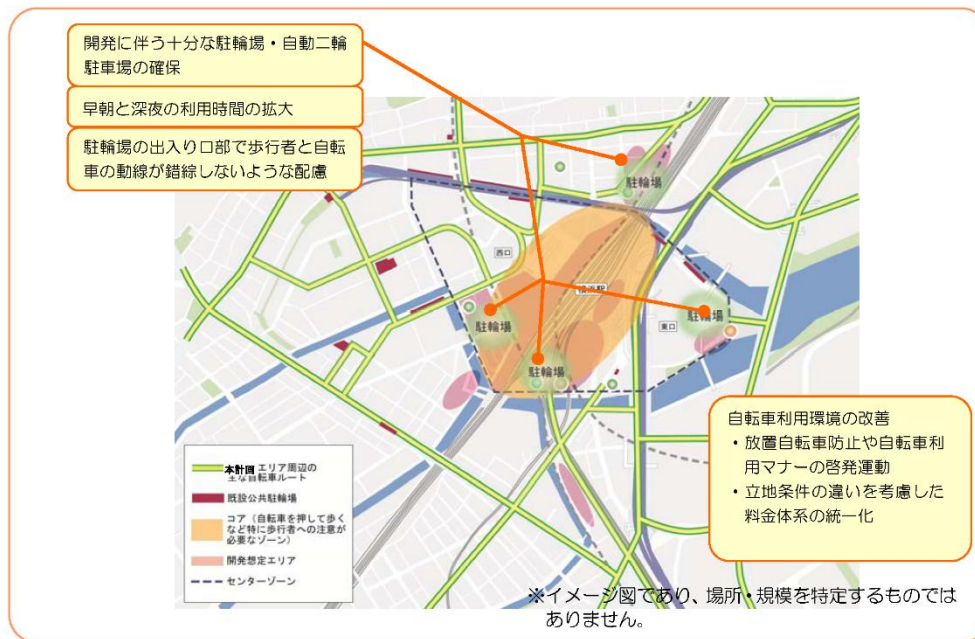 開発に伴う十分な駐輪場・自動二輪
駐車場の確保
早朝と深夜の利用時間の拡大
駐輪場の出入り口部で歩行者と自転
車の動線が錯綜しないような配慮
駐輪場
西口
横浜駅
駐輪場
駐輪場
東口
駐輪場
自転車利用環境の改善
・放置自転車防止や自転車利
用マナーの啓発運動
・立地条件の違いを考慮した
料金体系の統一化
本計画エリア周辺の
主な自転車ルート
既設公共駐輪場
コア（自転車を押して歩く
など特に歩行者への注意が
必要なゾーン）
開発想定エリア
センターゾーン
※イメージ図であり、場所・規模を特定するものでは
ありません。